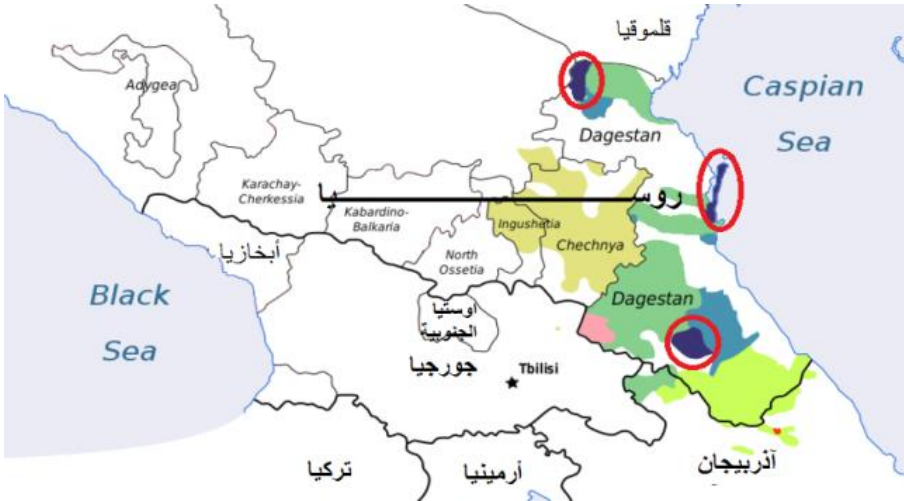 قلموقيا
Adygea
Caspian
Sea
Dagestan
Karachay-
Cherkessia
روســــيا
Kabardino-
Balkaria
Ingushetia
Chechnya
أبخازيا
North
Ossetia
Black
Sea
Dagestan
اوستيا
الجنوبية
جورجيا
Tbilisi
آذربيجان
تركيا
أرمينيا